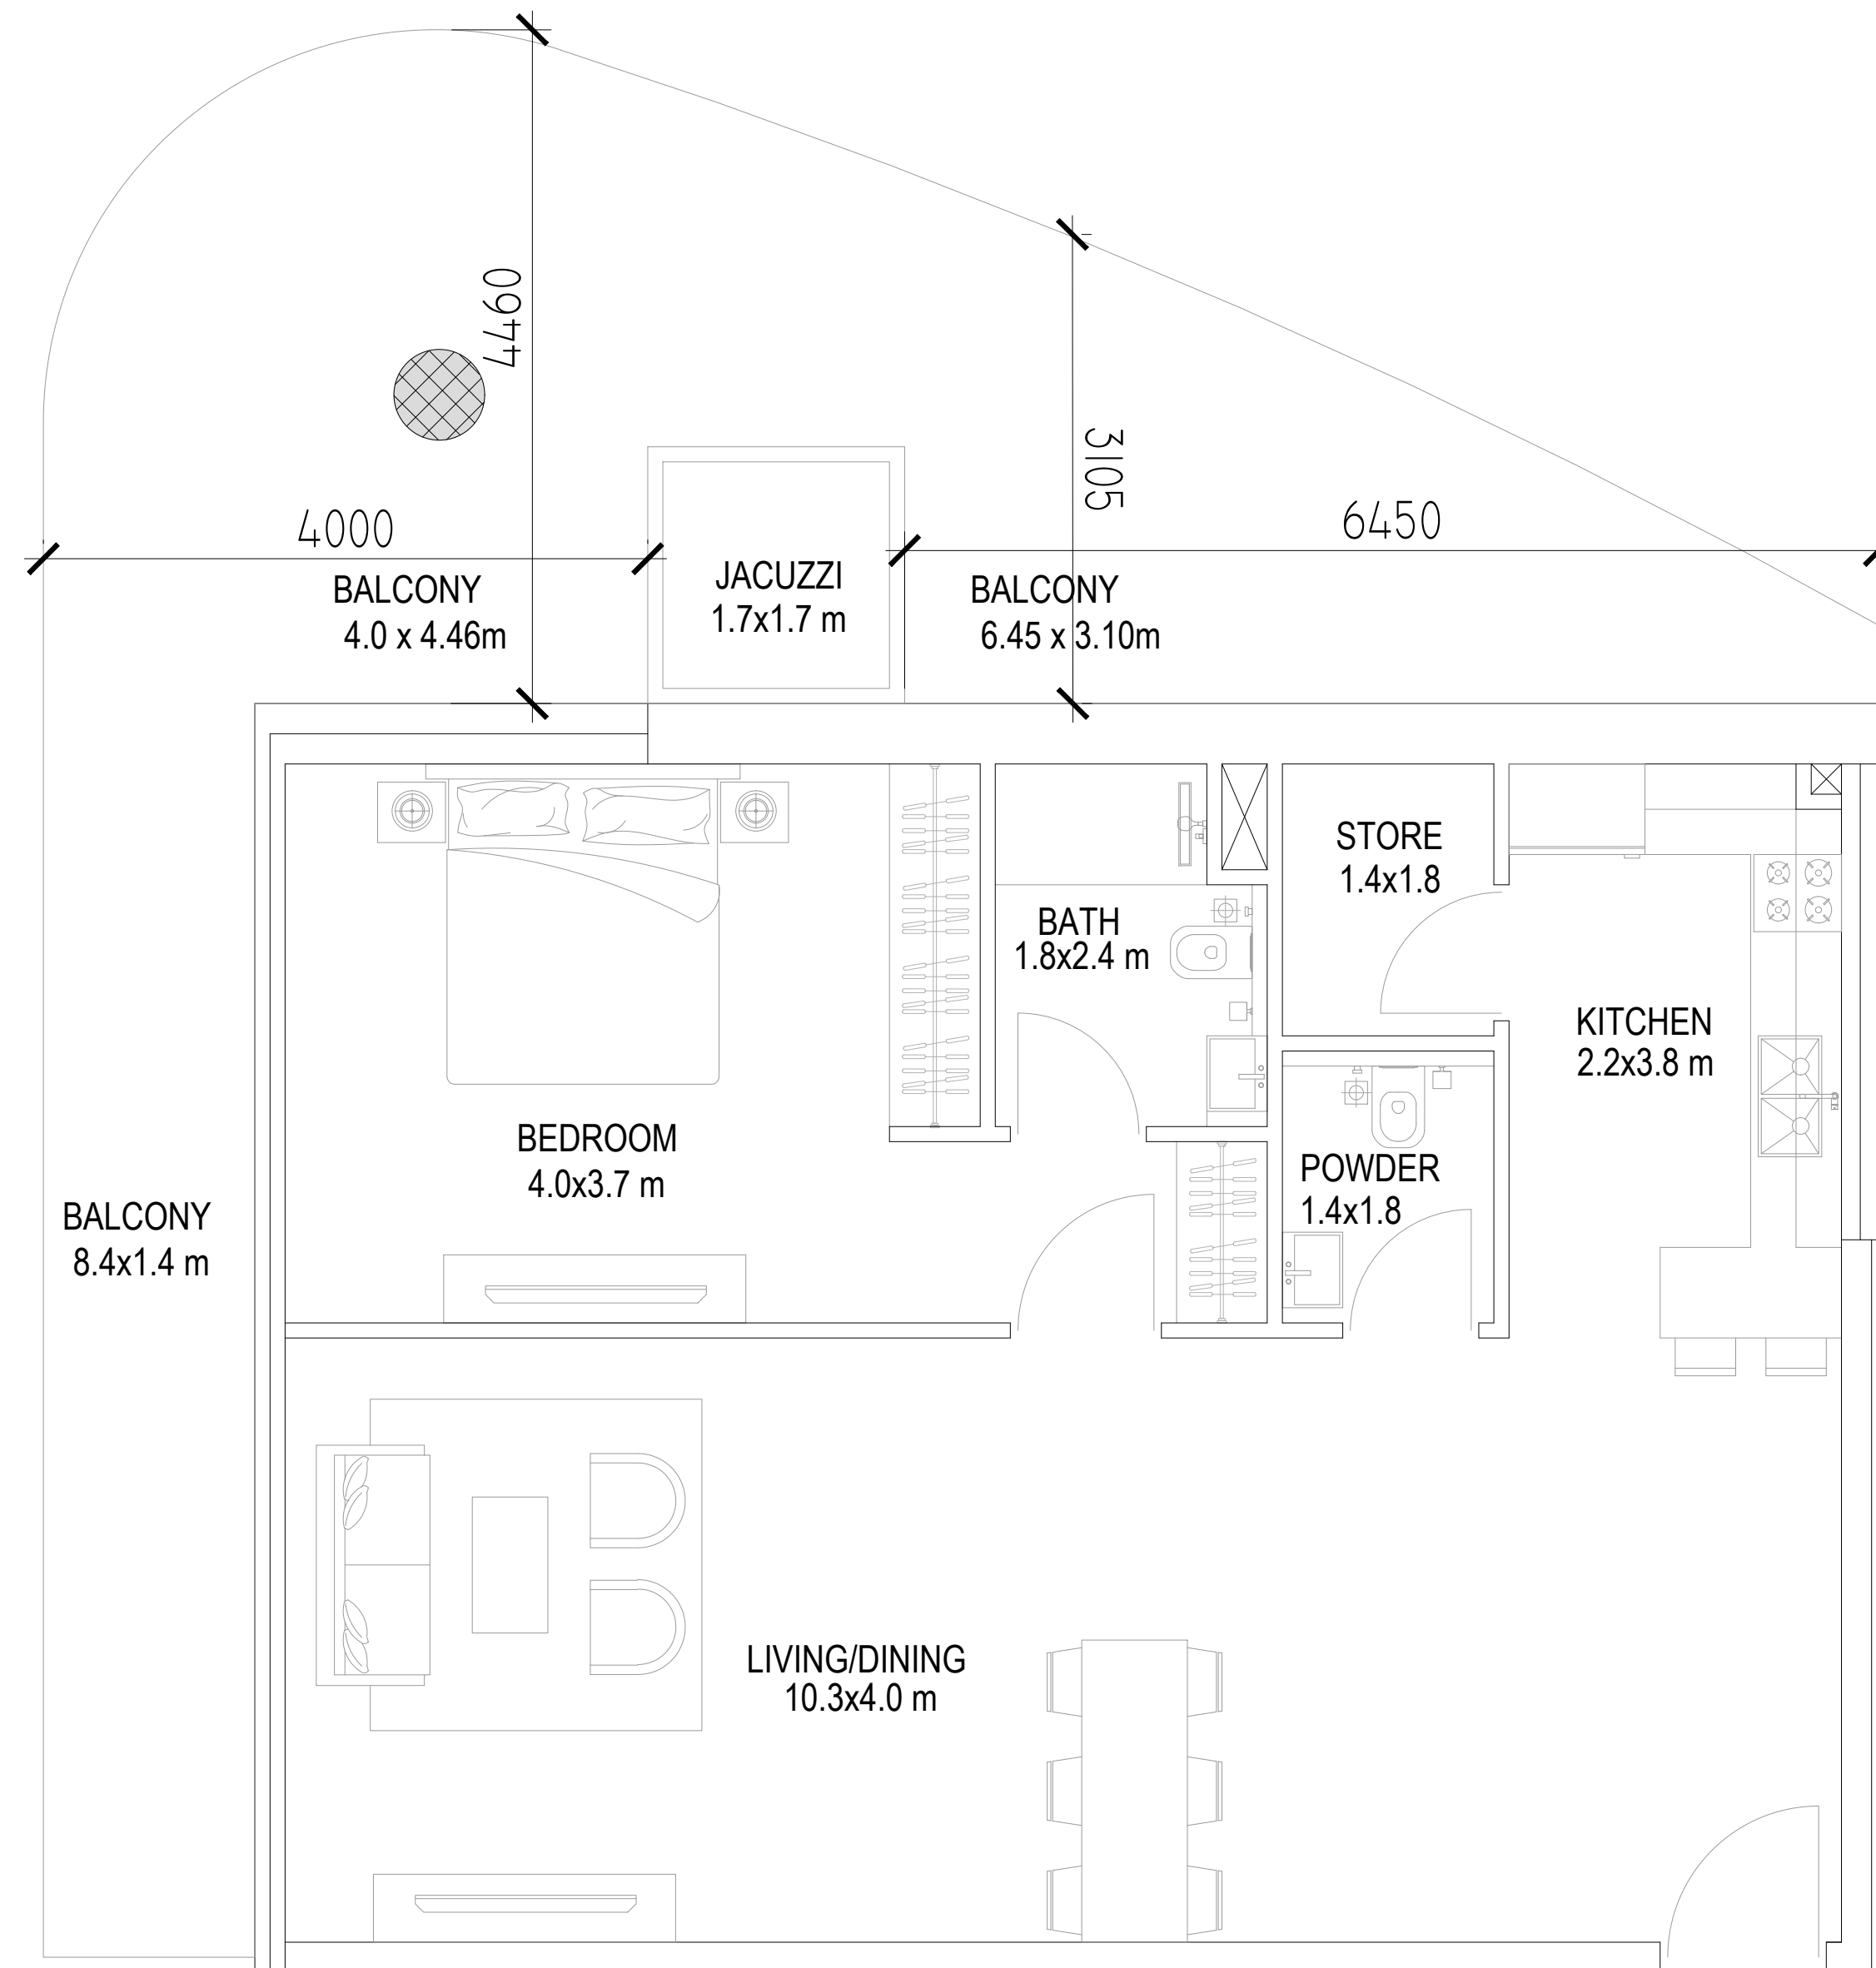 4460
3105
4000
6450
JACUZZI
1.7x1.7 m
BALCONY
4.0 x 4.46m
BALCONY
6.45 x 3.10m
STORE
1.4x1.8
BATH
1.8x2.4 m
KITCHEN
2.2x3.8 m
BEDROOM
4.0x3.7 m
POWDER
1.4x1.8
BALCONY
8.4x1.4 m
LIVING/DINING
10.3x4.0 m